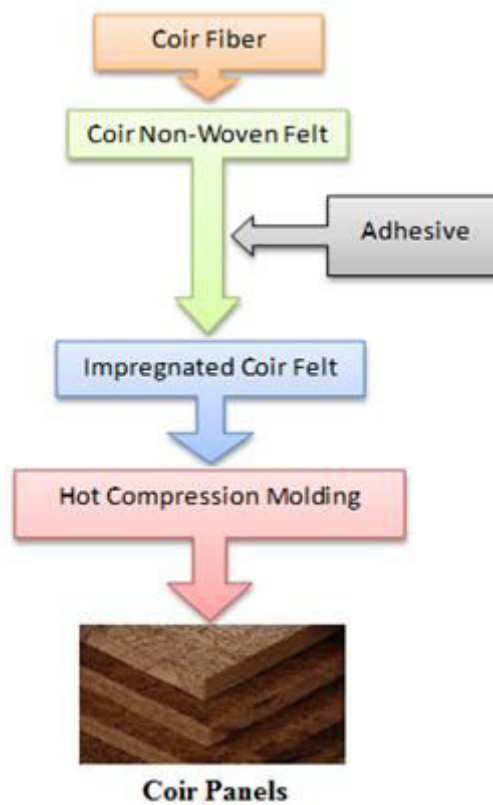 Coir Fiber
Coir Non-Woven Felt
Adhesive
Impregnated Coir Felt
Hot Compression Molding
Coir Panels